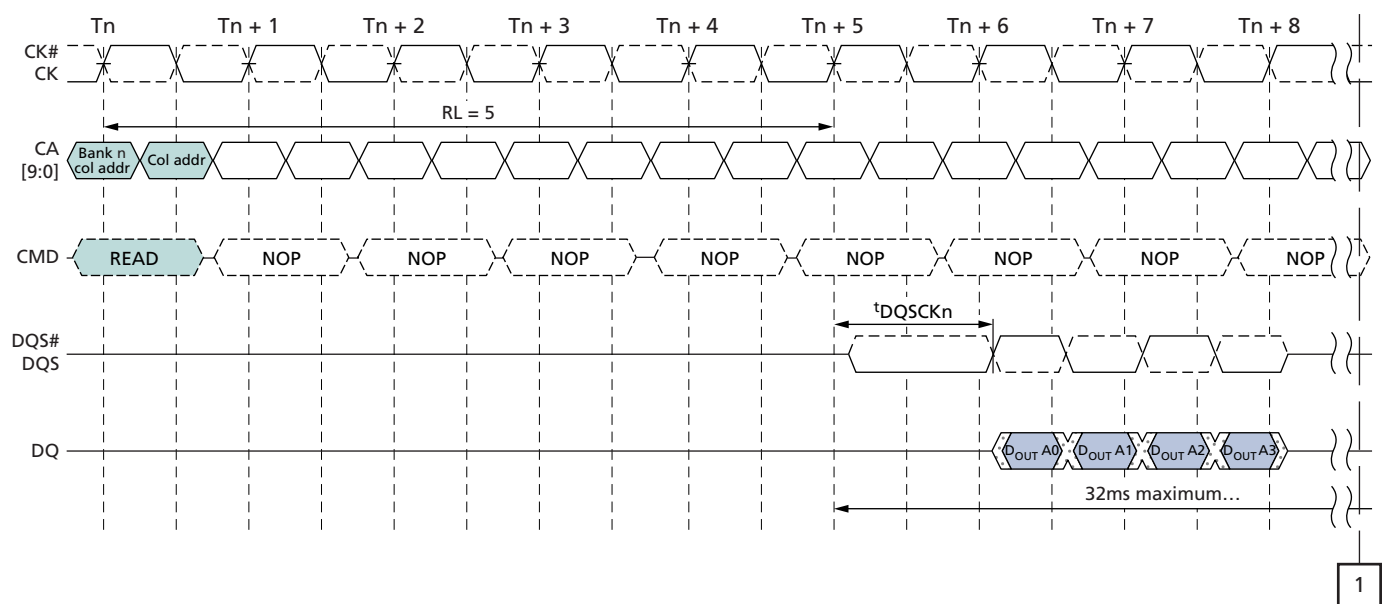 Tn Tn + 1 Tn + 2 Tn + 3 Tn + 4 Tn + 5 Tn + 6 Tn + 7 Tn + 8
CK#
CK
RL = 5
CA
[9:0]
Bank n
col addr
Col addr
CMD READ NOP NOP NOP NOP NOP NOP NOP NOP
tDQSCKn
DQS#
DQS
DQ DOUT A0 DOUT A1 DOUT A2 DOUT A3
32ms maximum…
1